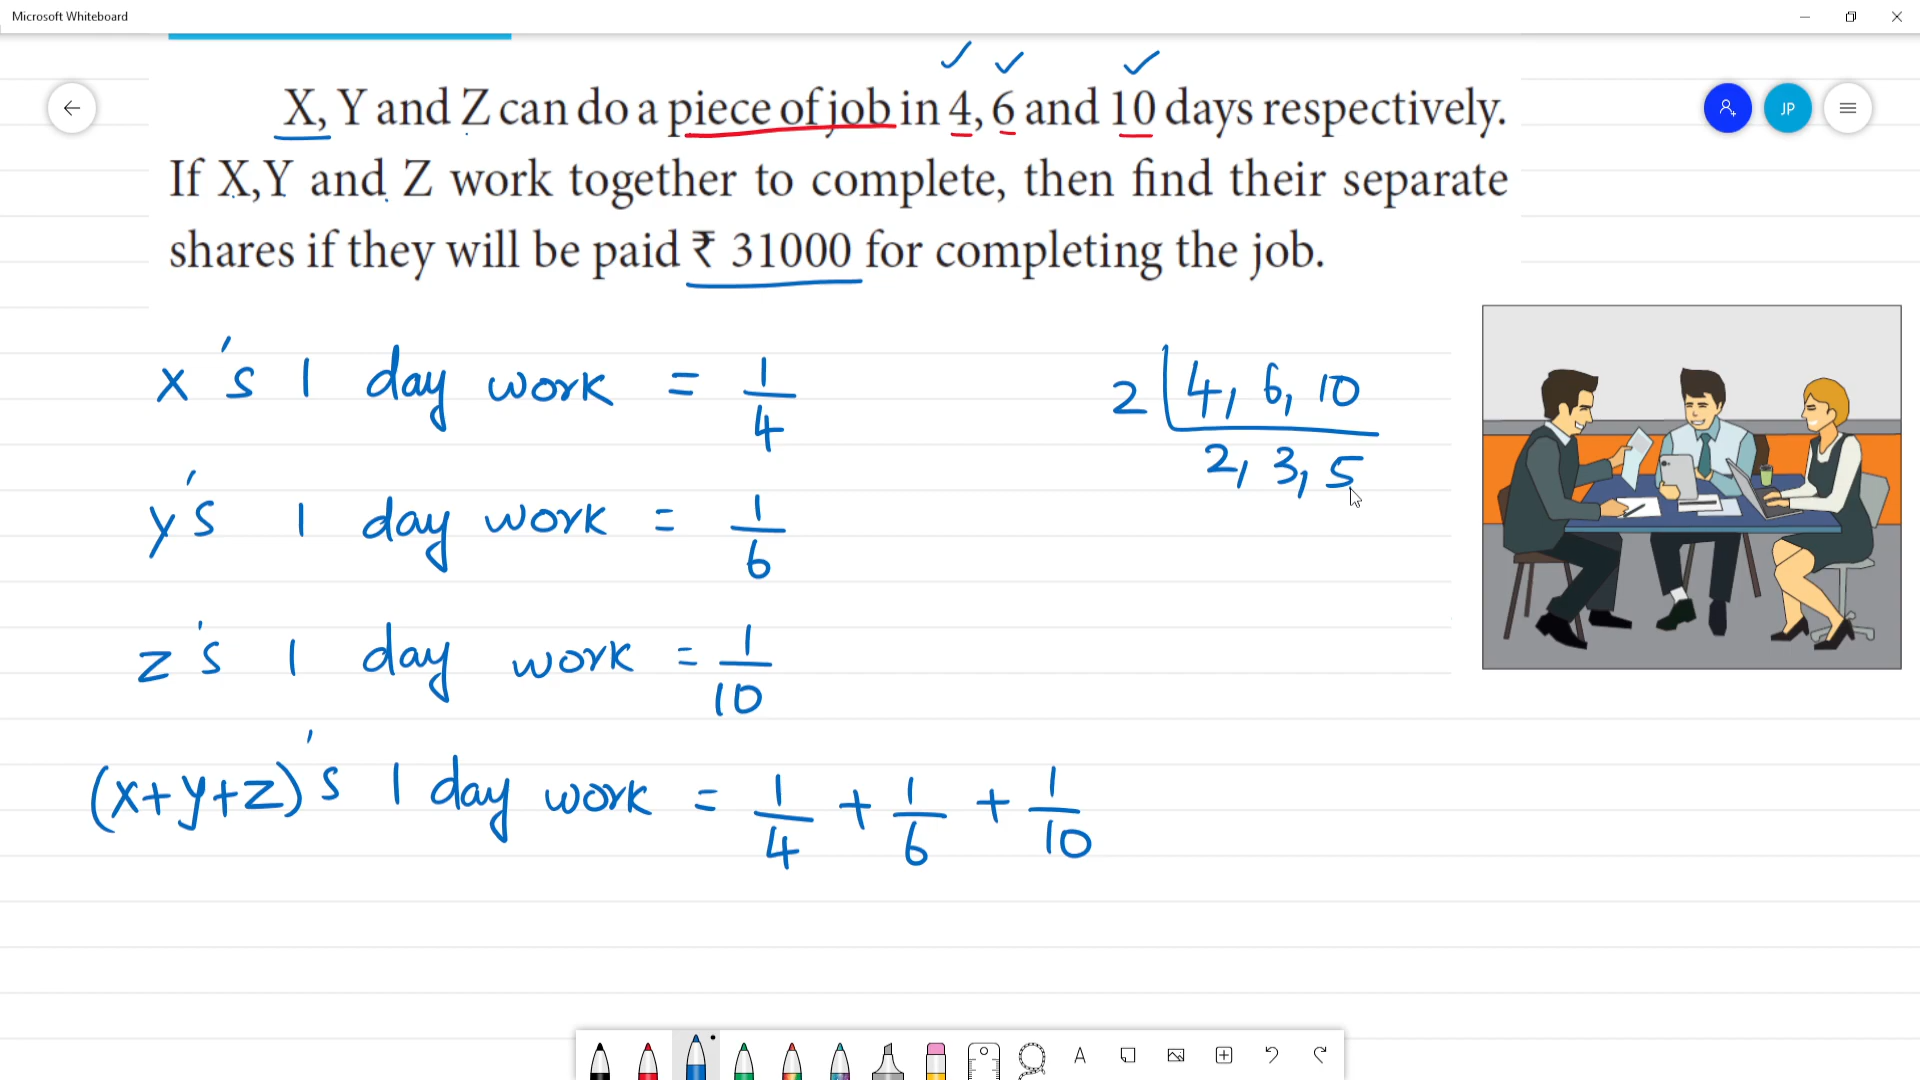 Microsoft Whiteboard
X, Y and Z can do a piece of job in 4, 6 and 10 days respectively.
If X,Y and Z work together to complete, then find their separate
shares if they will be paid ₹ 31000 for completing the job.
JP
x's 1 day work = 1/4
2 | 4, 6, 10
2, 3, 5
y's 1 day work = 1/6
z's 1 day work = 1/10
(x+y+z)'s 1 day work = 1/4 + 1/6 + 1/10
A